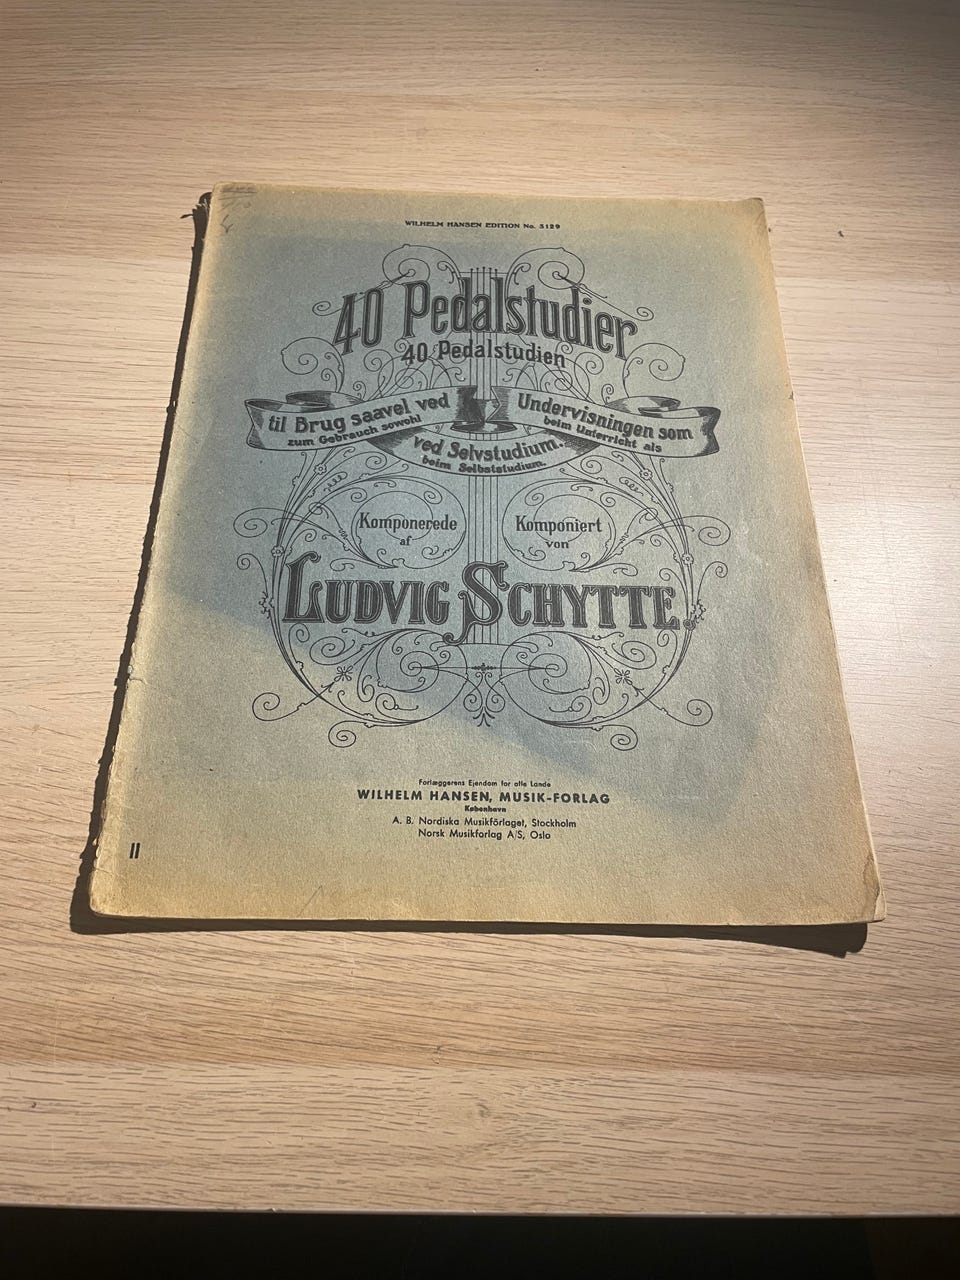 WILHELM HANSEN EDITION No. 3129
40 Pedalstudier
40 Pedalstudien
til Brug saavel ved Undervisningen som
zum Gebrauch sowohl beim Unterricht als
ved Selvstudium.
beim Selbststudium.
Komponerede Komponiert
af von
LUDVIG SCHYTTE.
Forlæggerens Ejendom for alle Lande
WILHELM HANSEN, MUSIK-FORLAG
København
A. B. Nordiska Musikförlaget, Stockholm
Norsk Musikforlag A/S, Oslo
II